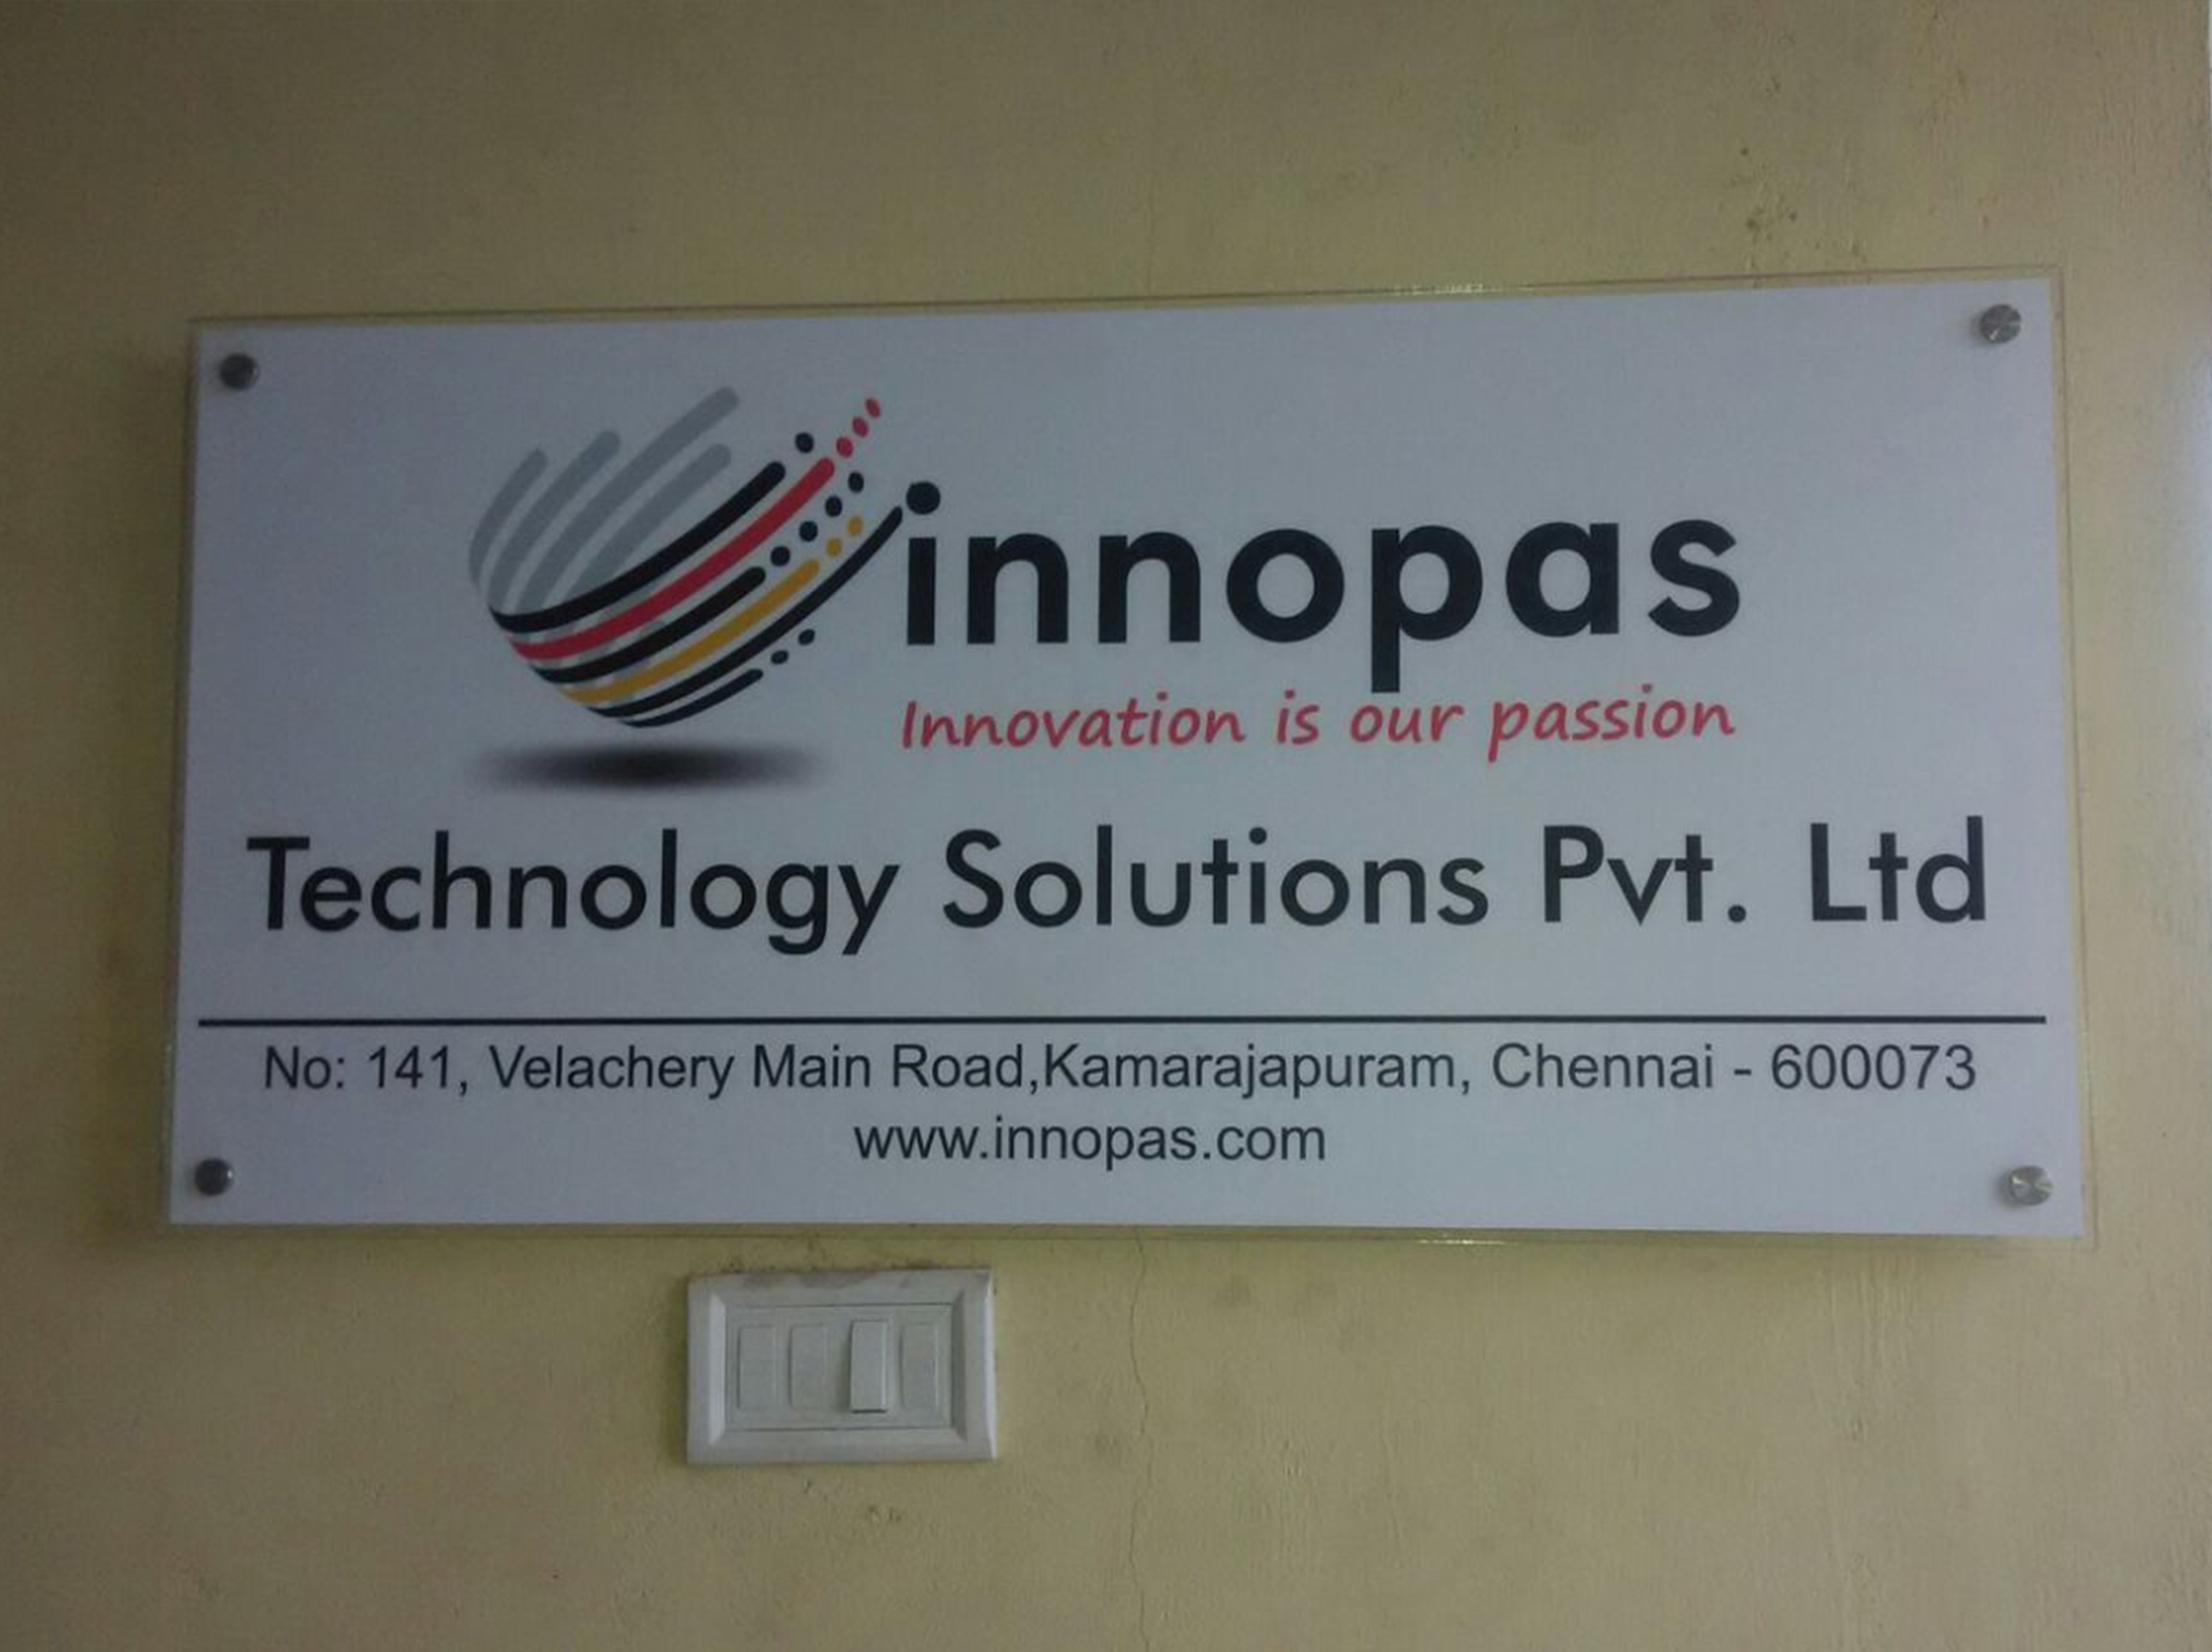 innopas
Innovation is our passion
Technology Solutions Pvt. Ltd
No: 141, Velachery Main Road,Kamarajapuram, Chennai - 600073
www.innopas.com